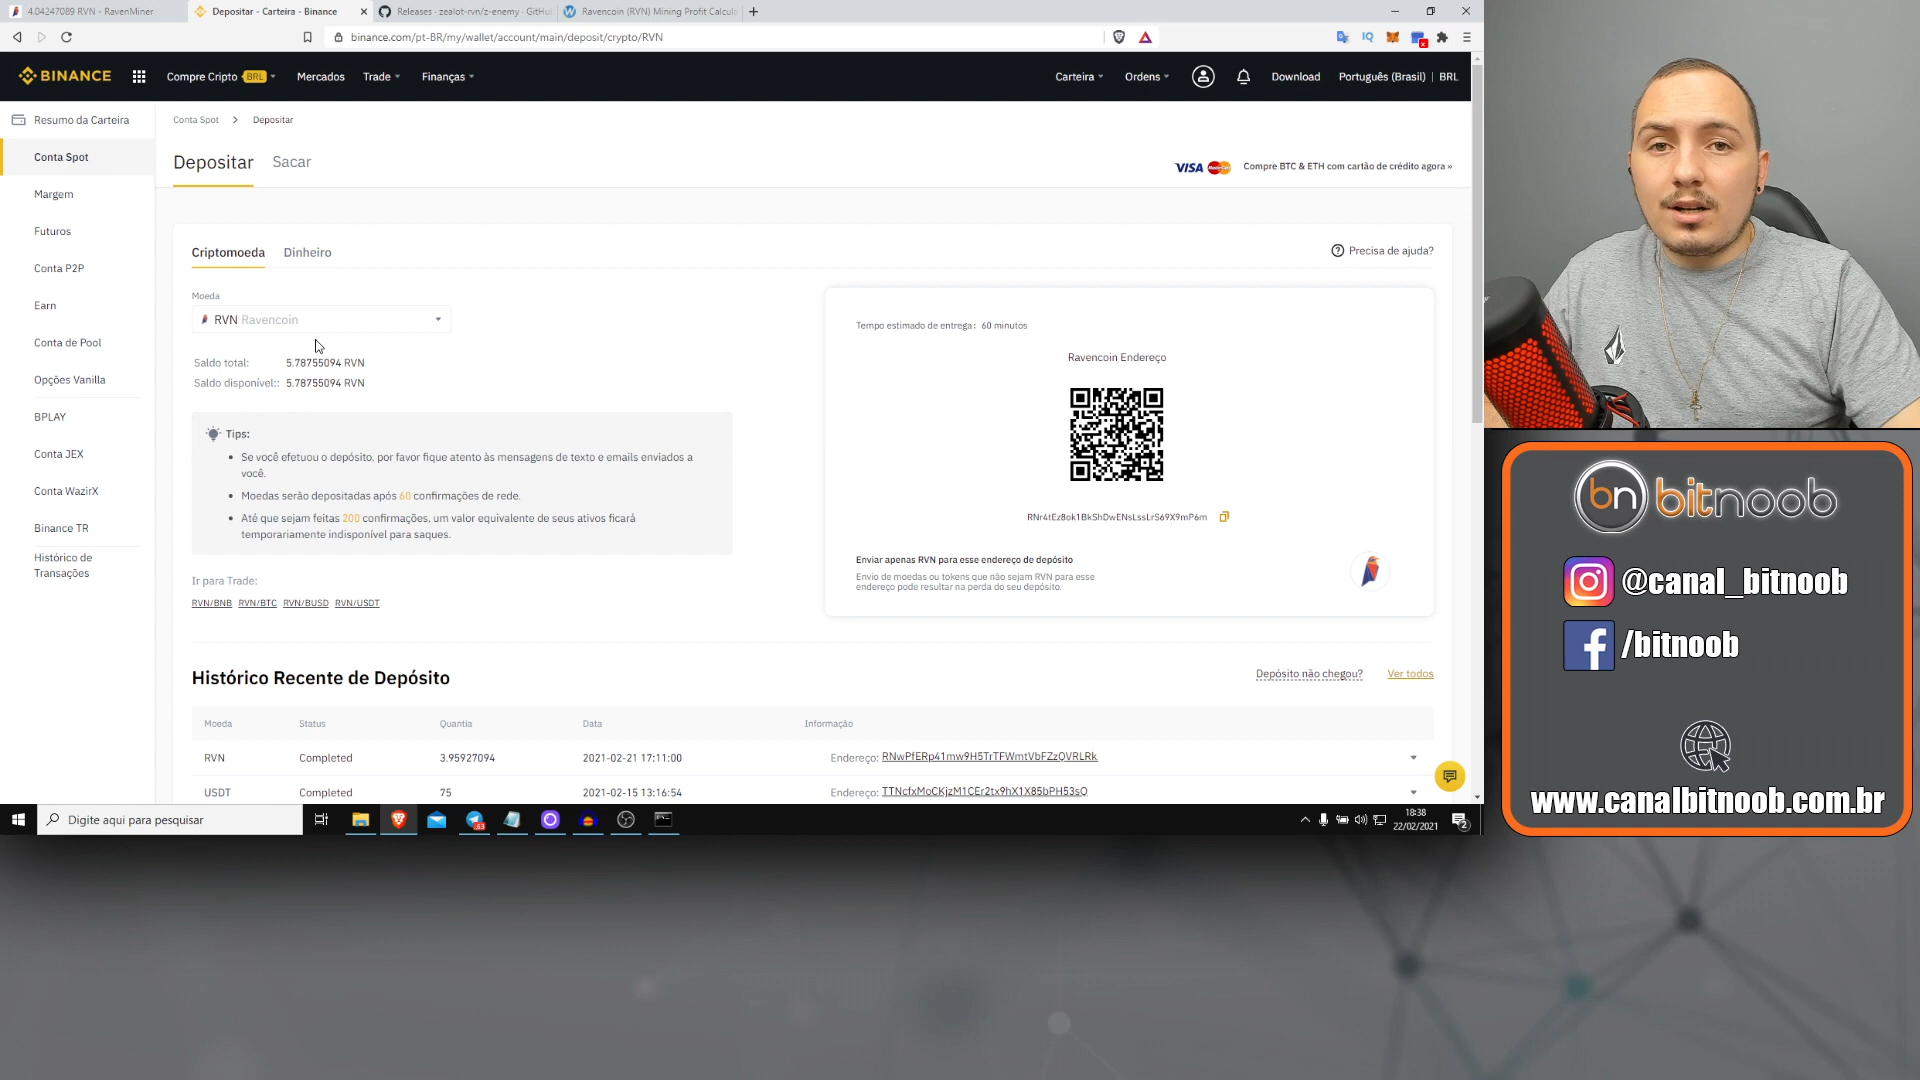 4.04247089 RVN - RavenMiner
Depositar - Carteira - Binance
Releases · zealot-rvn/z-enemy · GitHu
Ravencoin (RVN) Mining Profit Calcula
binance.com/pt-BR/my/wallet/account/main/deposit/crypto/RVN
BINANCE
Compre Cripto BRL
Mercados
Trade
Finanças
Carteira
Ordens
Download
Português (Brasil) | BRL
Resumo da Carteira
Conta Spot
Margem
Futuros
Conta P2P
Earn
Conta de Pool
Opções Vanilla
BPLAY
Conta JEX
Conta WazirX
Binance TR
Histórico de
Transações
Conta Spot > Depositar
Depositar Sacar
VISA
Compre BTC & ETH com cartão de crédito agora »
Criptomoeda Dinheiro
Precisa de ajuda?
Moeda
RVN Ravencoin
Saldo total: 5.78755094 RVN
Saldo disponível:: 5.78755094 RVN
Tips:
Se você efetuou o depósito, por favor fique atento às mensagens de texto e emails enviados a
você.
Moedas serão depositadas após 60 confirmações de rede.
Até que sejam feitas 200 confirmações, um valor equivalente de seus ativos ficará
temporariamente indisponível para saques.
Ir para Trade:
RVN/BNB RVN/BTC RVN/BUSD RVN/USDT
Tempo estimado de entrega: 60 minutos
Ravencoin Endereço
RNr4tEz8ok1BkShDwENsLssLrS69X9mP6m
Enviar apenas RVN para esse endereço de depósito
Envio de moedas ou tokens que não sejam RVN para esse
endereço pode resultar na perda do seu depósito.
Histórico Recente de Depósito
Depósito não chegou?
Ver todos
Moeda Status Quantia Data Informação
RVN Completed 3.95927094 2021-02-21 17:11:00 Endereço: RNwPfERp41mw9H5TrTFWmtVbFZzQVRLRk
USDT Completed 75 2021-02-15 13:16:54 Endereço: TTNcfxMoCKjzM1CEr2tx9hX1X85bPH53sQ
Digite aqui para pesquisar
18:38
22/02/2021
bn bitnoob
@canal_bitnoob
/bitnoob
www.canalbitnoob.com.br